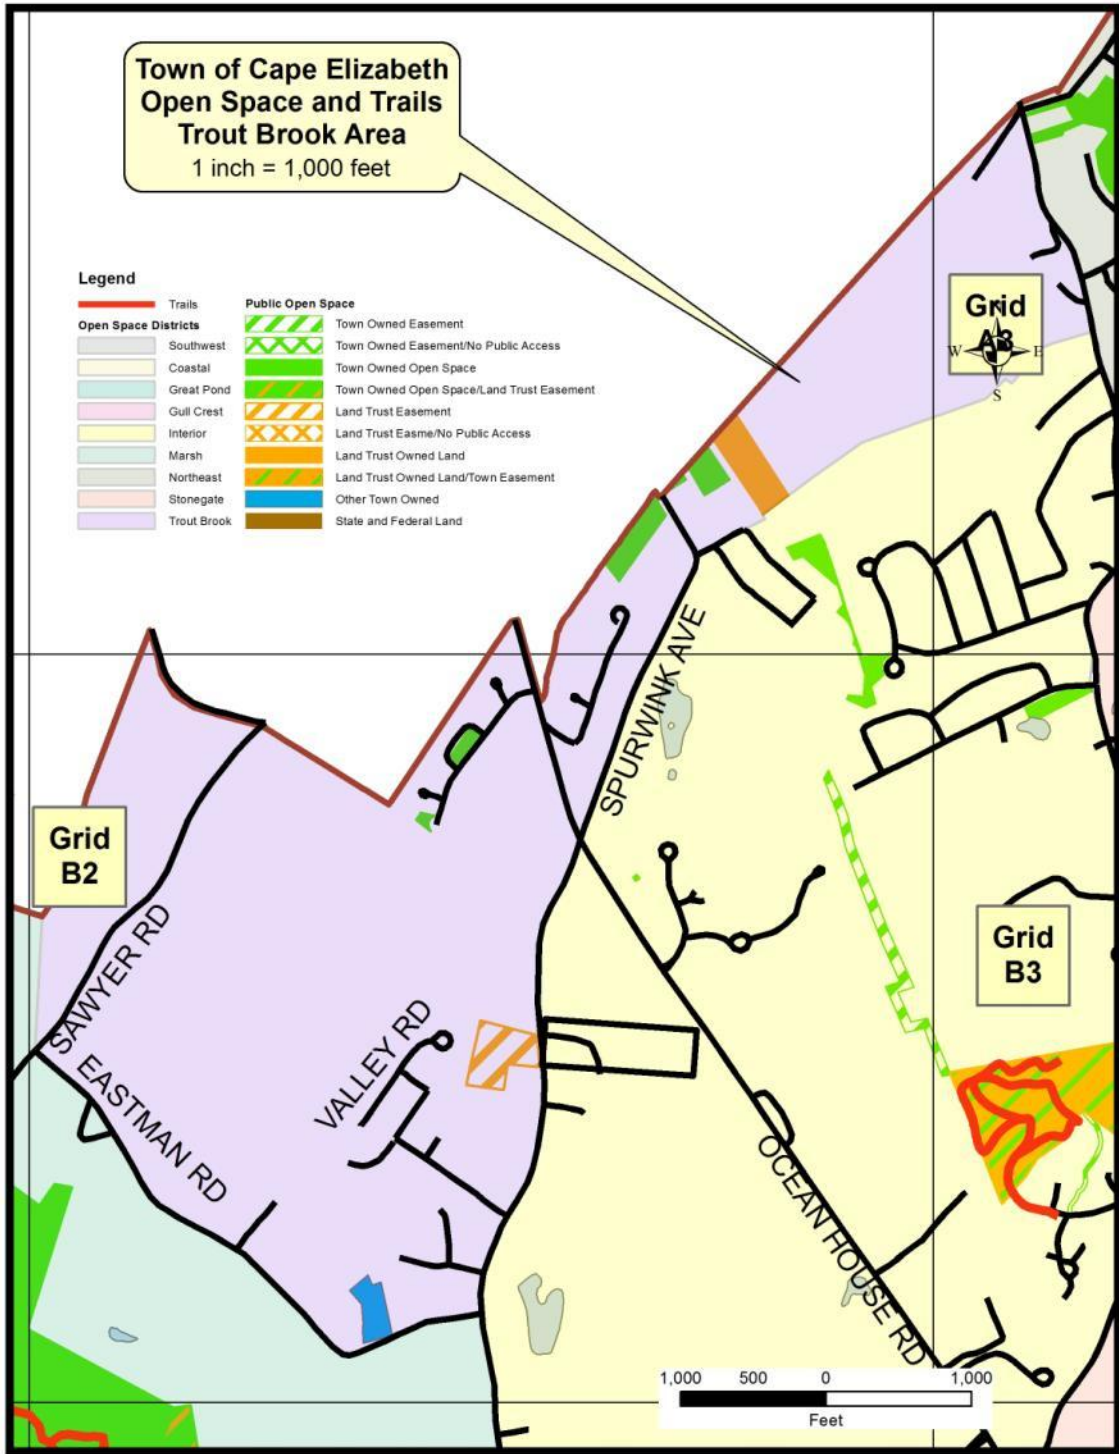 Town of Cape Elizabeth
Open Space and Trails
Trout Brook Area
1 inch = 1,000 feet
Legend
Trails
Open Space Districts
Southwest
Coastal
Great Pond
Gull Crest
Interior
Marsh
Northeast
Stonegate
Trout Brook
Public Open Space
Town Owned Easement
Town Owned Easement/No Public Access
Town Owned Open Space
Town Owned Open Space/Land Trust Easement
Land Trust Easement
Land Trust Easme/No Public Access
Land Trust Owned Land
Land Trust Owned Land/Town Easement
Other Town Owned
State and Federal Land
Grid
A3
W
E
S
SPURWINK AVE
Grid
B2
SAWYER RD
S EASTMAN RD
VALLEY RD
Grid
B3
OCEAN HOUSE RD
1,000 500 0 1,000
Feet